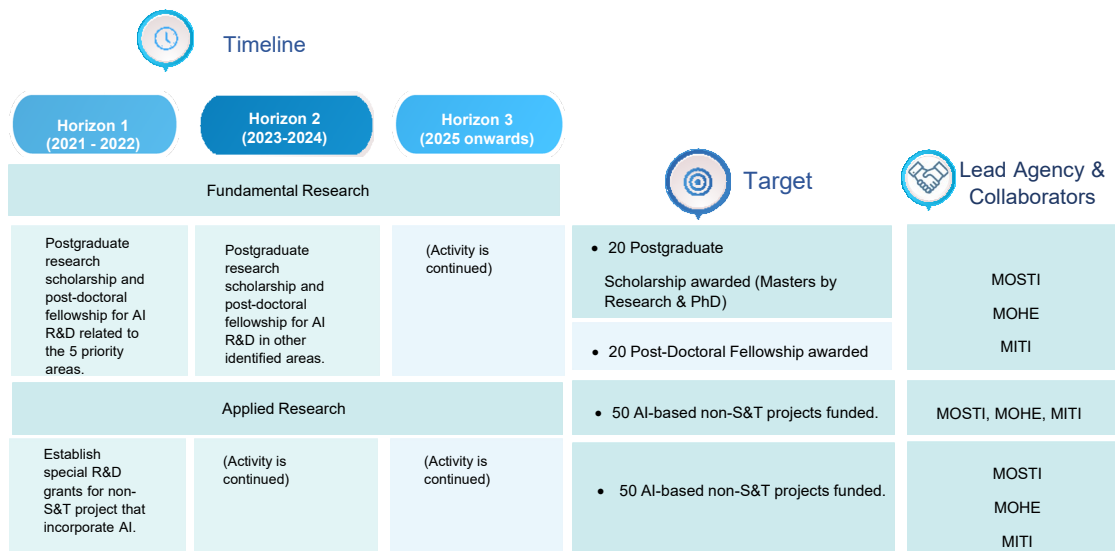 Timeline
Horizon 1
(2021 - 2022)
Horizon 2
(2023-2024)
Horizon 3
(2025 onwards)
Target
Lead Agency &
Collaborators
Fundamental Research
Postgraduate
research
scholarship and
post-doctoral
fellowship for AI
R&D related to
the 5 priority
areas.
Postgraduate
research
scholarship and
post-doctoral
fellowship for AI
R&D in other
identified areas.
(Activity is
continued)
• 20 Postgraduate
Scholarship awarded (Masters by
Research & PhD)
• 20 Post-Doctoral Fellowship awarded
MOSTI
MOHE
MITI
Applied Research
• 50 AI-based non-S&T projects funded.
MOSTI, MOHE, MITI
Establish
special R&D
grants for non-
S&T project that
incorporate AI.
(Activity is
continued)
(Activity is
continued)
• 50 AI-based non-S&T projects funded.
MOSTI
MOHE
MITI